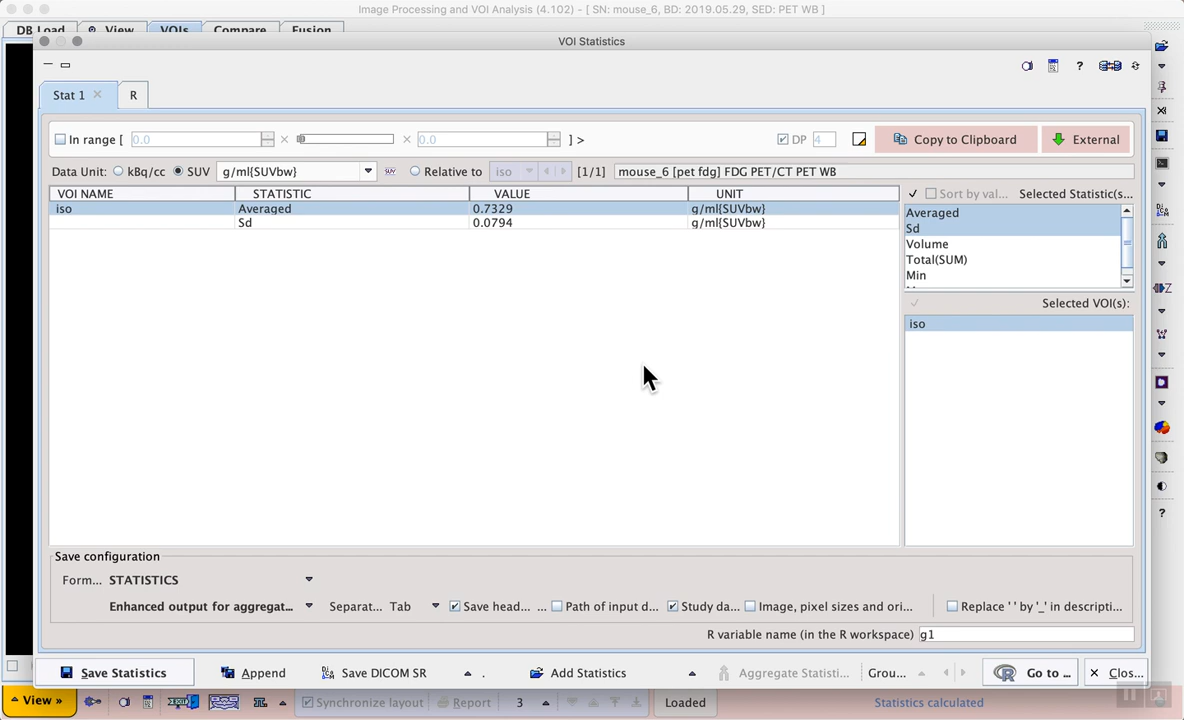 Image Processing and VOI Analysis (4.102) - [ SN: mouse_6, BD: 2019.05.29, SED: PET WB ]
DB Load View VOIs Compare Fusion
VOI Statistics
?
Stat 1 R
In range [ 0.0 0.0 ] > DP 4 Copy to Clipboard External
Data Unit: kBq/cc SUV g/ml{SUVbw} SUV Relative to iso [1/1] mouse_6 [pet fdg] FDG PET/CT PET WB
VOI NAME STATISTIC VALUE UNIT
iso Averaged 0.7329 g/ml{SUVbw}
Sd 0.0794 g/ml{SUVbw}
Sort by val... Selected Statistic(s...
Averaged
Sd
Volume
Total(SUM)
Min
Selected VOI(s):
iso
?
Save configuration
Form... STATISTICS
Enhanced output for aggregat... Separat... Tab Save head... ... Path of input d... Study da... Image, pixel sizes and ori... Replace ' ' by '_' in descripti...
R variable name (in the R workspace) g1
Save Statistics Append Save DICOM SR . Add Statistics Aggregate Statisti... Grou... R Go to ... Clos...
View » Synchronize layout Report 3 Loaded Statistics calculated